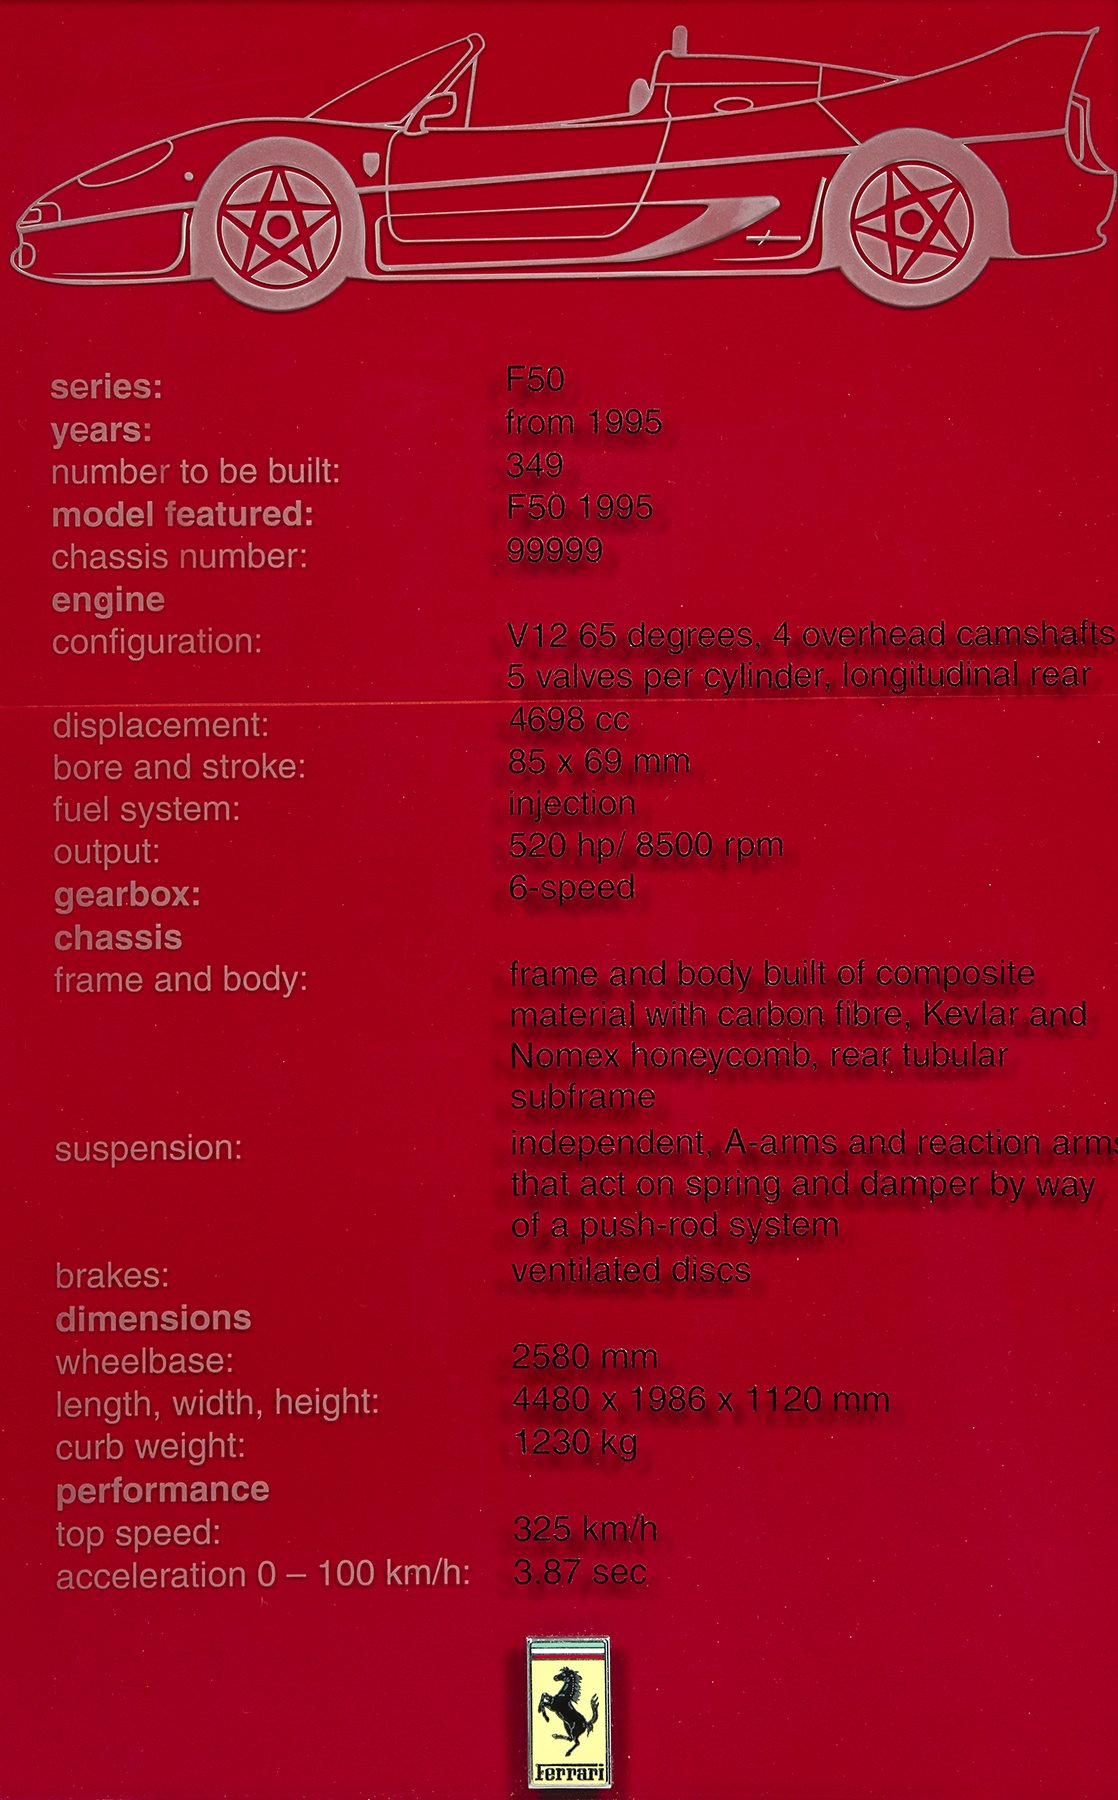 series: F50
years: from 1995
number to be built: 349
model featured: F50 1995
chassis number: 99999
engine
configuration: V12 65 degrees, 4 overhead camshafts
5 valves per cylinder, longitudinal rear
displacement: 4698 cc
bore and stroke: 85 x 69 mm
fuel system: injection
output: 520 hp/ 8500 rpm
gearbox: 6-speed
chassis
frame and body: frame and body built of composite
material with carbon fibre, Kevlar and
Nomex honeycomb, rear tubular
subframe
suspension: independent, A-arms and reaction arms
that act on spring and damper by way
of a push-rod system
brakes: ventilated discs
dimensions
wheelbase: 2580 mm
length, width, height: 4480 x 1986 x 1120 mm
curb weight: 1230 kg
performance
top speed: 325 km/h
acceleration 0 – 100 km/h: 3.87 sec
Ferrari